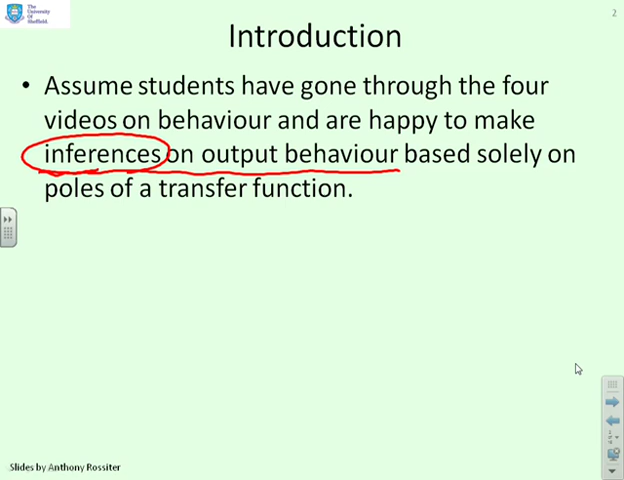 The
University
Of
Sheffield.
2
Introduction
• Assume students have gone through the four
videos on behaviour and are happy to make
inferences on output behaviour based solely on
poles of a transfer function.
Slides by Anthony Rossiter